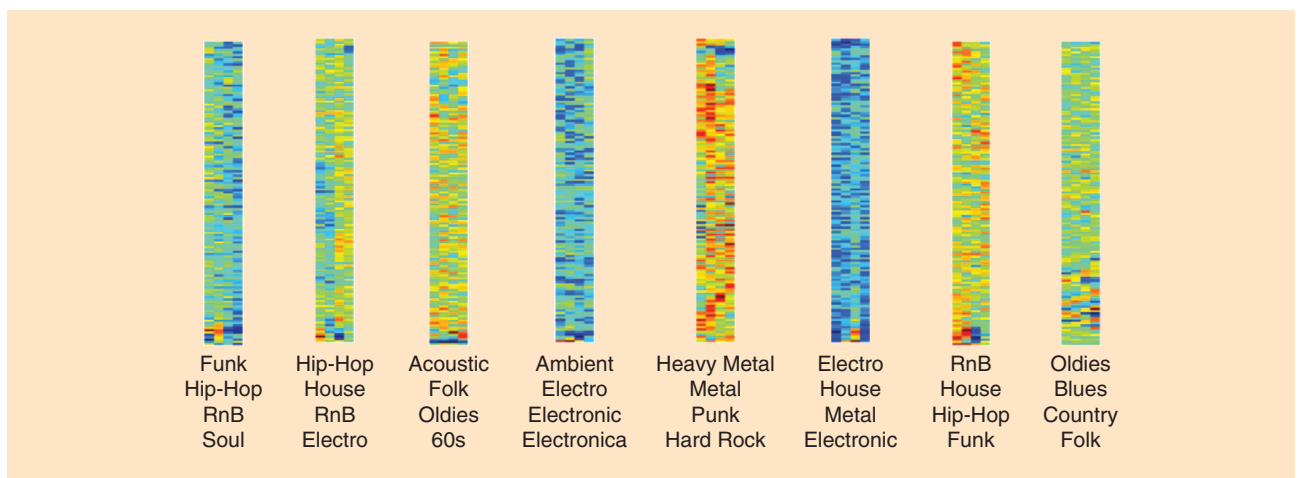 Funk
Hip-Hop
RnB
Soul
Hip-Hop
House
RnB
Electro
Acoustic
Folk
Oldies
60s
Ambient
Electro
Electronic
Electronica
Heavy Metal
Metal
Punk
Hard Rock
Electro
House
Metal
Electronic
RnB
House
Hip-Hop
Funk
Oldies
Blues
Country
Folk